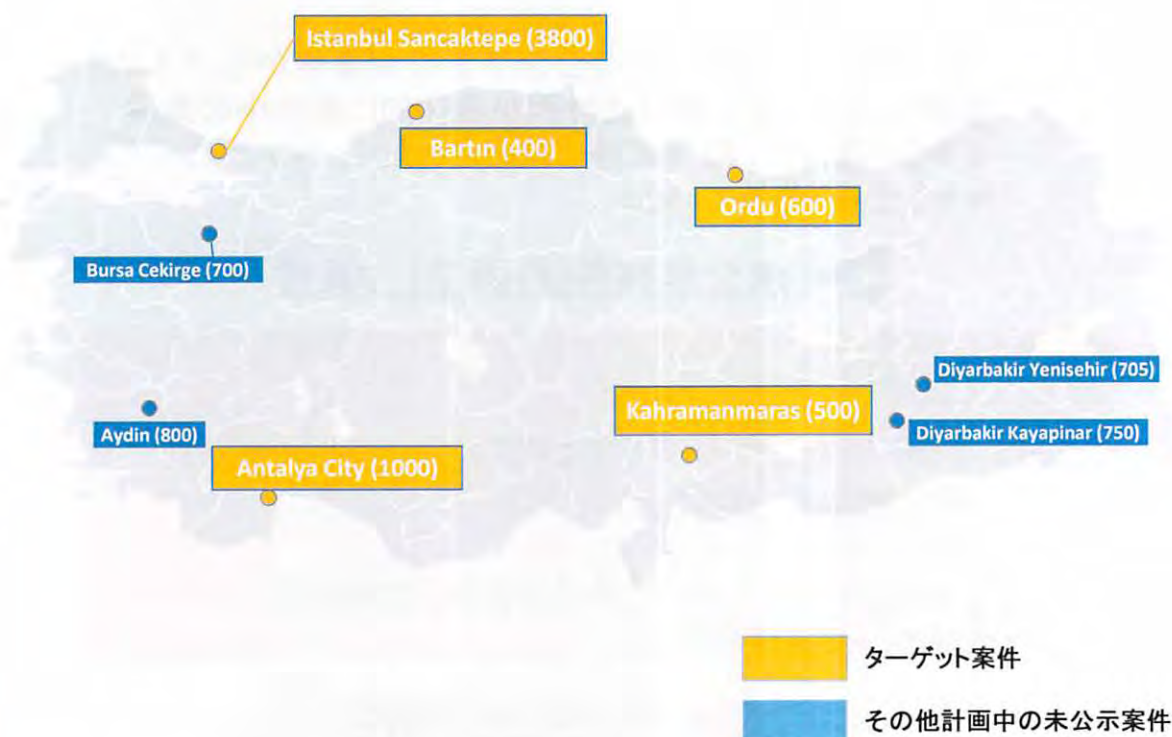 Istanbul Sancaktepe (3800)
Bartın (400)
Ordu (600)
Bursa Cekirge (700)
Diyarbakir Yenisehir (705)
Kahramanmaras (500)
Aydin (800)
Diyarbakir Kayapinar (750)
Antalya City (1000)
ターゲット案件
その他計画中の未公示案件